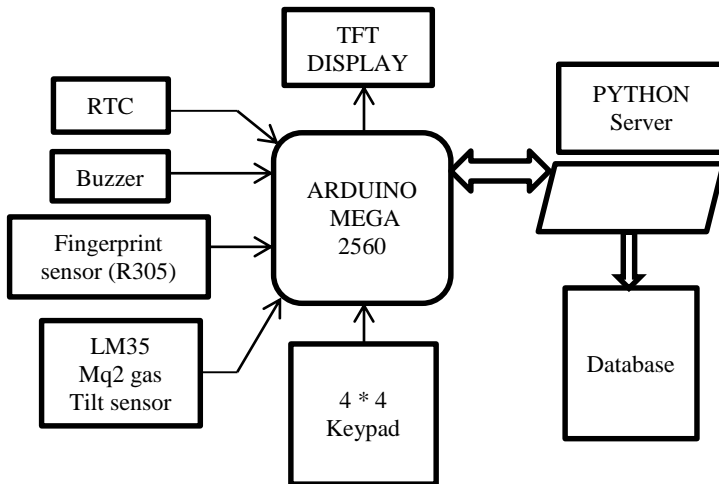 TFT
DISPLAY
RTC
Buzzer
Fingerprint
sensor (R305)
LM35
Mq2 gas
Tilt sensor
ARDUINO
MEGA
2560
4 * 4
Keypad
PYTHON
Server
Database